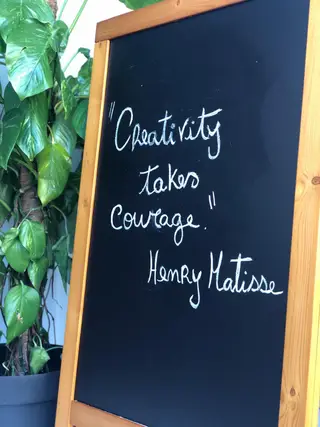 "Creativity
takes
courage."
Henry Matisse